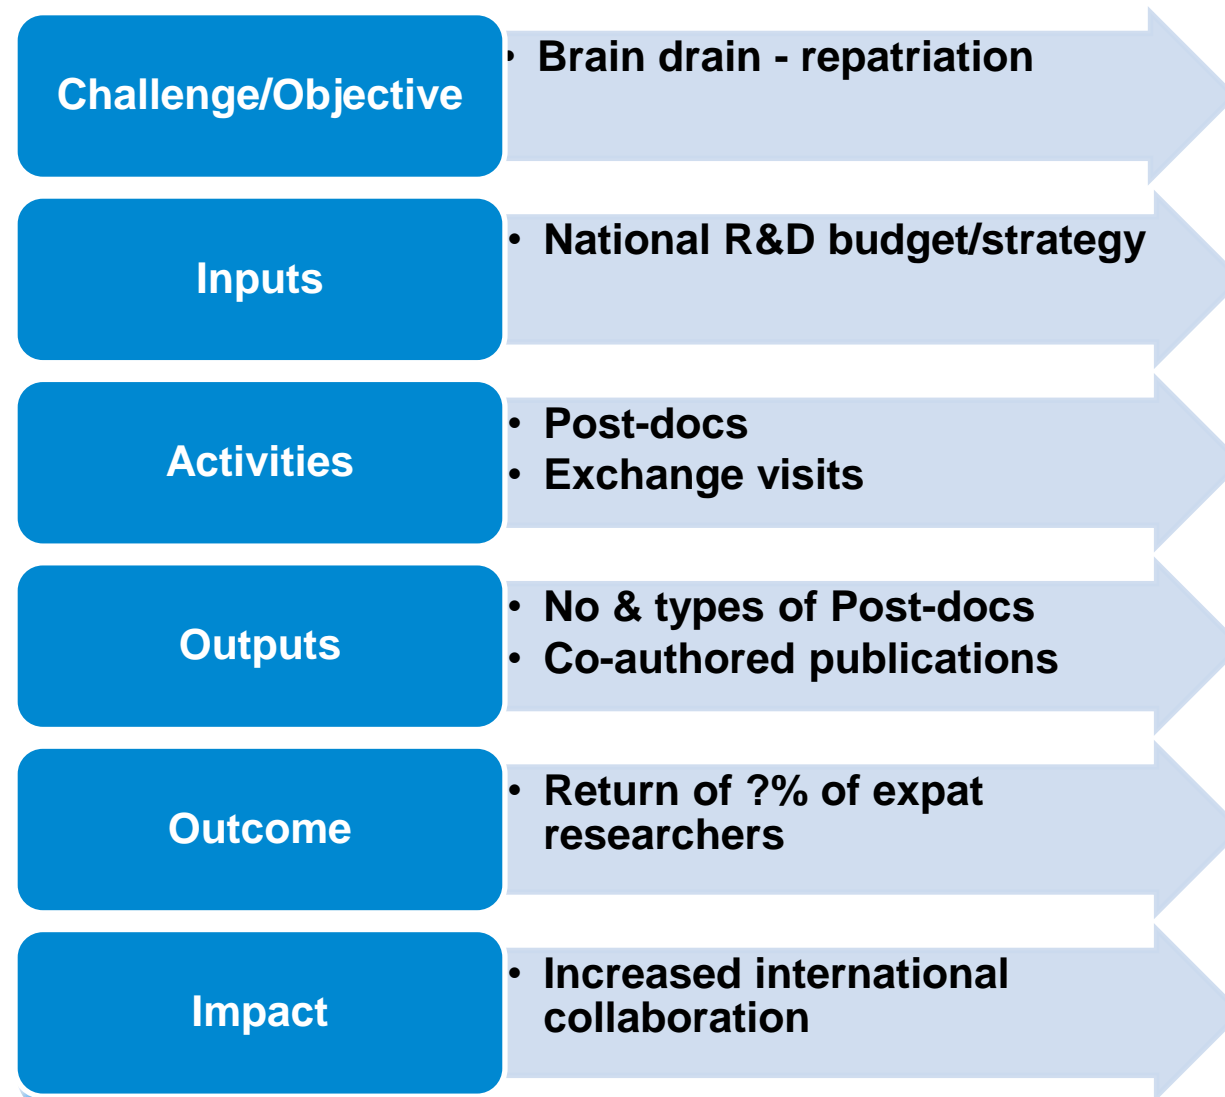 Challenge/Objective
• Brain drain - repatriation
Inputs
• National R&D budget/strategy
Activities
• Post-docs
• Exchange visits
Outputs
• No & types of Post-docs
• Co-authored publications
Outcome
• Return of ?% of expat
researchers
Impact
• Increased international
collaboration